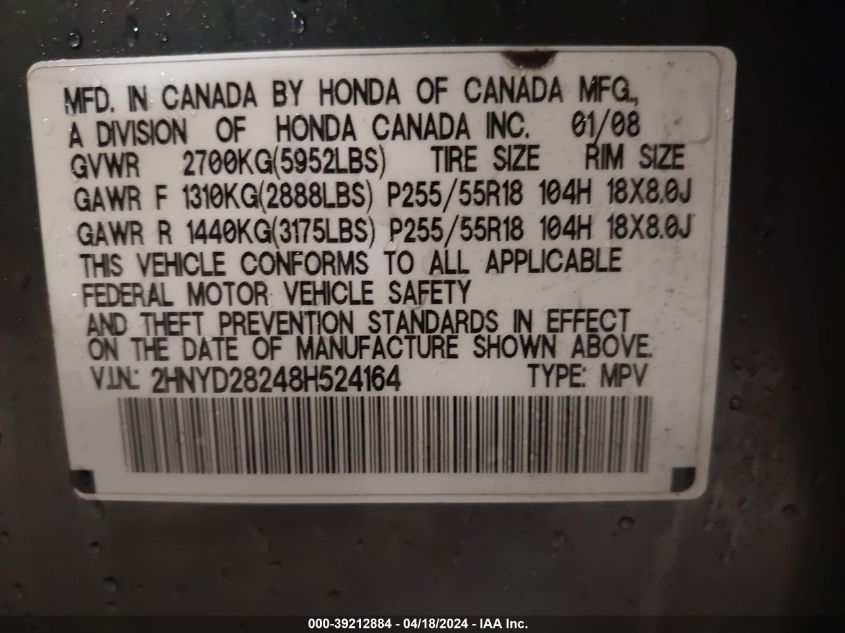 MFD. IN CANADA BY HONDA OF CANADA MFG.,
A DIVISION OF HONDA CANADA INC. 01/08
GVWR 2700KG(5952LBS) TIRE SIZE RIM SIZE
GAWR F 1310KG(2888LBS) P255/55R18 104H 18X8.0J
GAWR R 1440KG(3175LBS) P255/55R18 104H 18X8.0J
THIS VEHICLE CONFORMS TO ALL APPLICABLE
FEDERAL MOTOR VEHICLE SAFETY
AND THEFT PREVENTION STANDARDS IN EFFECT
ON THE DATE OF MANUFACTURE SHOWN ABOVE.
V.I.N.: 2HNYD28248H524164 TYPE: MPV
000-39212884 - 04/18/2024 - IAA Inc.